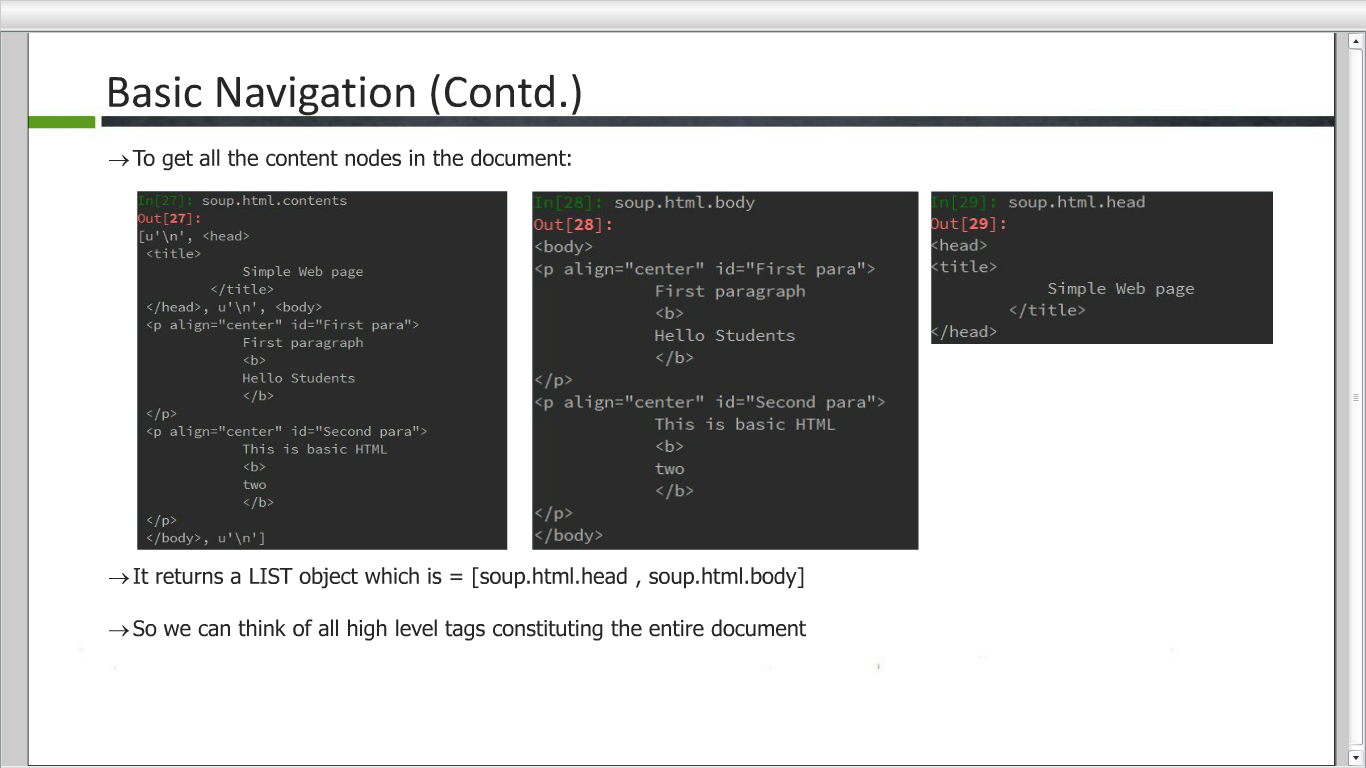 Basic Navigation (Contd.)
→To get all the content nodes in the document:
In[27]: soup.html.contents
Out[27]:
[u'\n', <head>
<title>
Simple Web page
</title>
</head>, u'\n', <body>
<p align="center" id="First para">
First paragraph
<b>
Hello Students
</b>
</p>
<p align="center" id="Second para">
This is basic HTML
<b>
two
</b>
</p>
</body>, u'\n']
In[28]: soup.html.body
Out[28]:
<body>
<p align="center" id="First para">
First paragraph
<b>
Hello Students
</b>
</p>
<p align="center" id="Second para">
This is basic HTML
<b>
two
</b>
</p>
</body>
In[29]: soup.html.head
Out[29]:
<head>
<title>
Simple Web page
</title>
</head>
→It returns a LIST object which is = [soup.html.head , soup.html.body]
→So we can think of all high level tags constituting the entire document